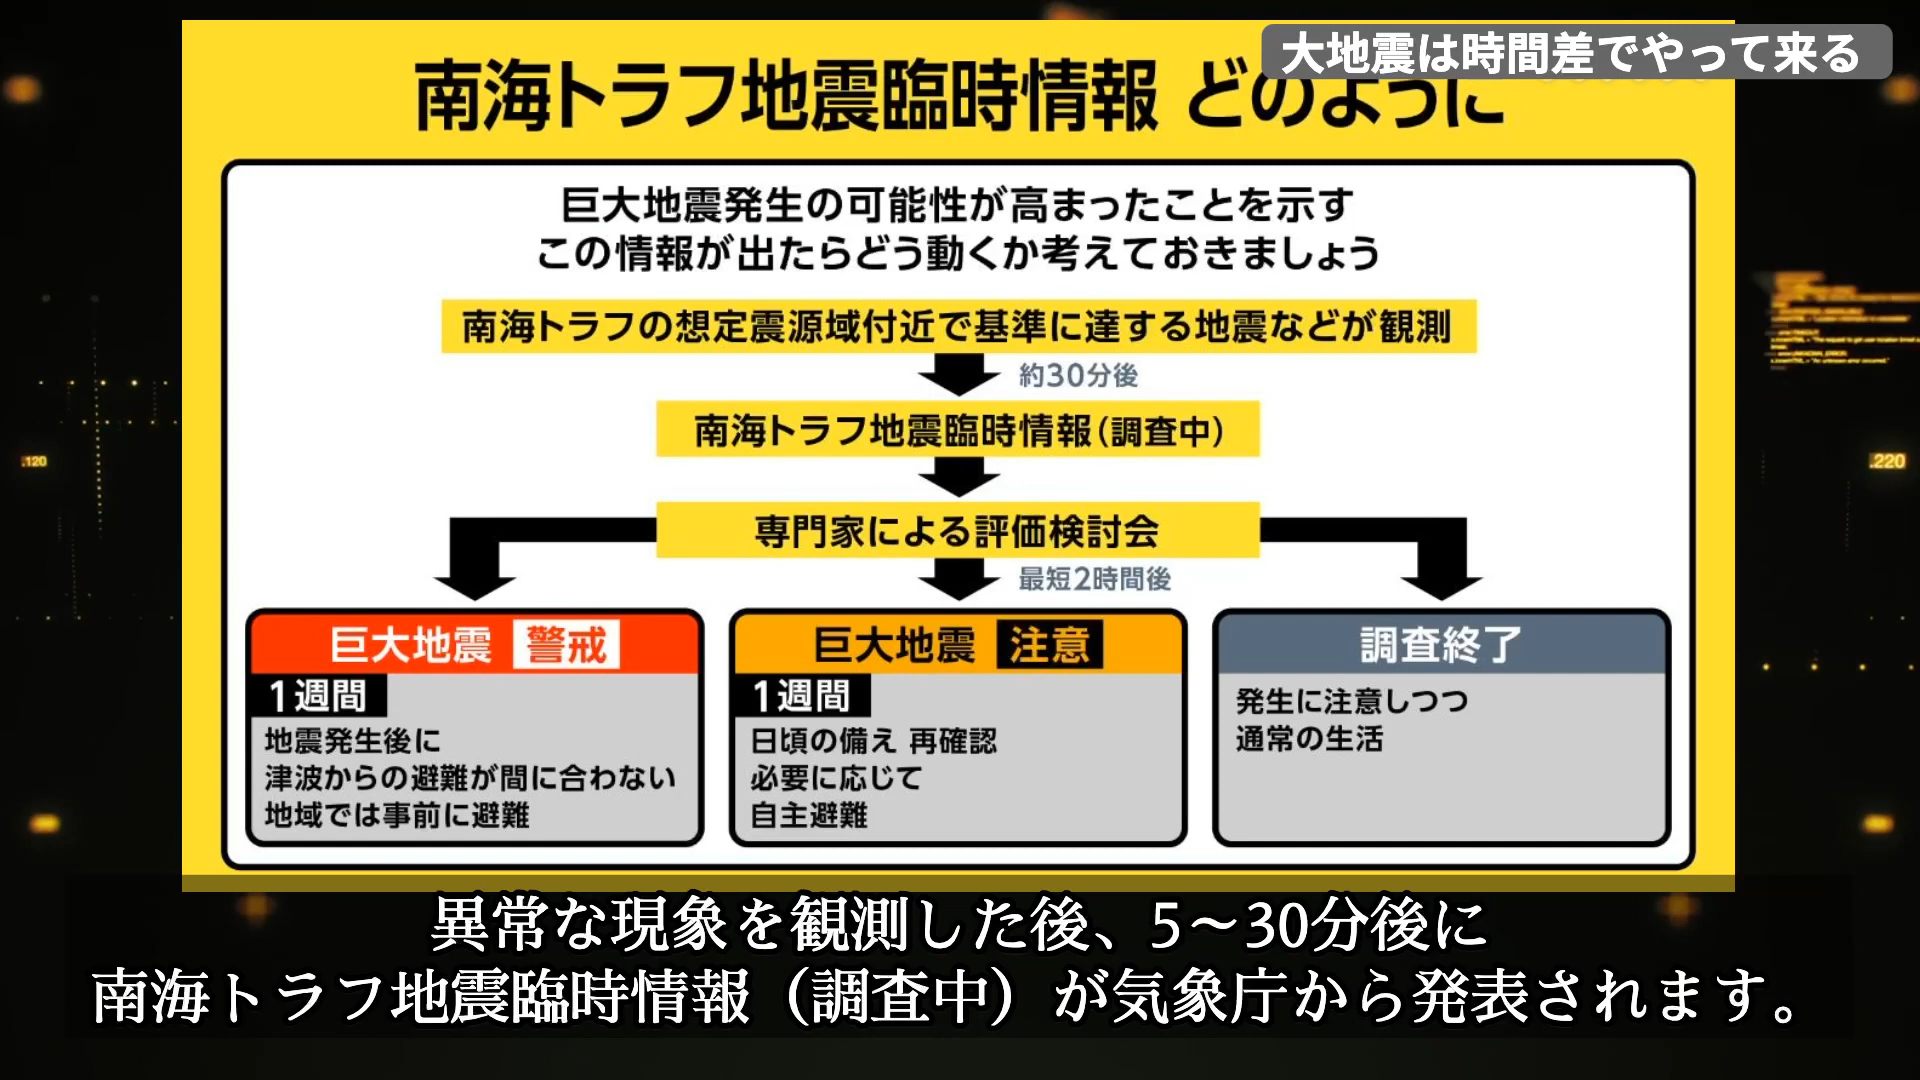 大地震は時間差でやって来る
南海トラフ地震臨時情報 どのように
巨大地震発生の可能性が高まったことを示す
この情報が出たらどう動くか考えておきましょう
南海トラフの想定震源域付近で基準に達する地震などが観測
約30分後
南海トラフ地震臨時情報（調査中）
専門家による評価検討会
最短2時間後
巨大地震 警戒
1週間
地震発生後に
津波からの避難が間に合わない
地域では事前に避難
巨大地震 注意
1週間
日頃の備え 再確認
必要に応じて
自主避難
調査終了
発生に注意しつつ
通常の生活
.120
.220
異常な現象を観測した後、5～30分後に
南海トラフ地震臨時情報（調査中）が気象庁から発表されます。